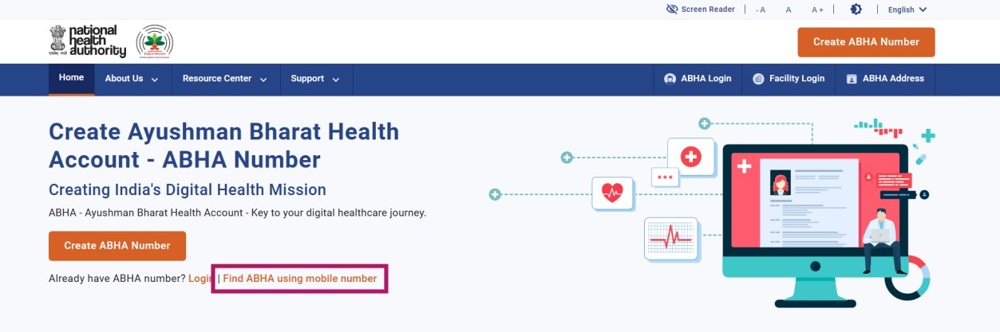 Screen Reader | - A A A + | | English
national
health
authority
Create ABHA Number
Home About Us Resource Center Support ABHA Login Facility Login ABHA Address
Create Ayushman Bharat Health
Account - ABHA Number
Creating India's Digital Health Mission
ABHA - Ayushman Bharat Health Account - Key to your digital healthcare journey.
Create ABHA Number
Already have ABHA number? Login | Find ABHA using mobile number